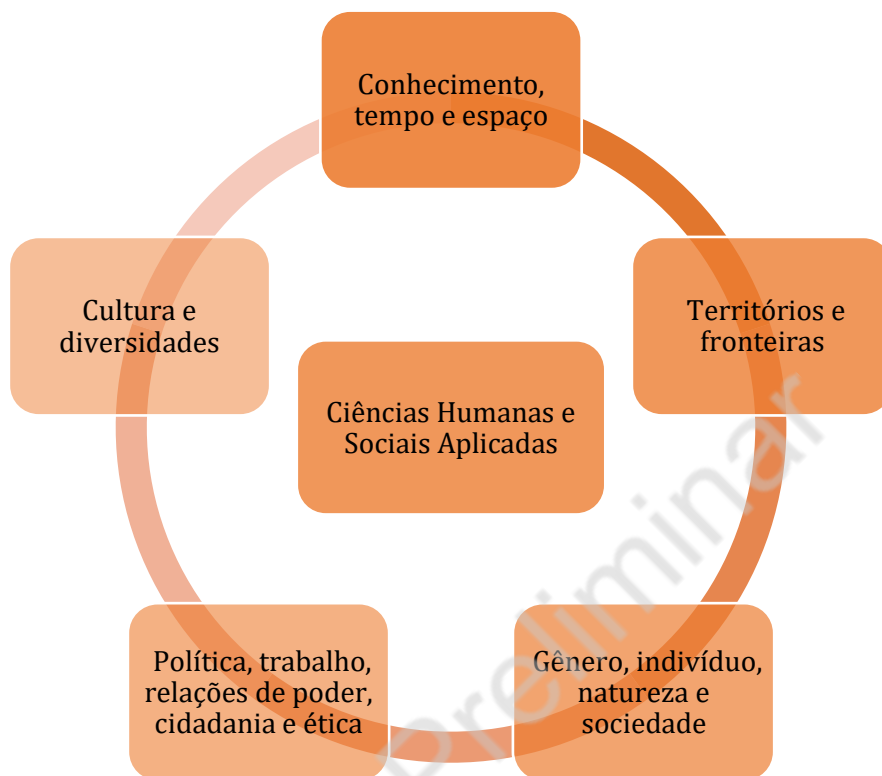 Conhecimento,
tempo e espaço
Territórios e
fronteiras
Gênero, indivíduo,
natureza e
sociedade
Política, trabalho,
relações de poder,
cidadania e ética
Cultura e
diversidades
Ciências Humanas e
Sociais Aplicadas
Preliminar